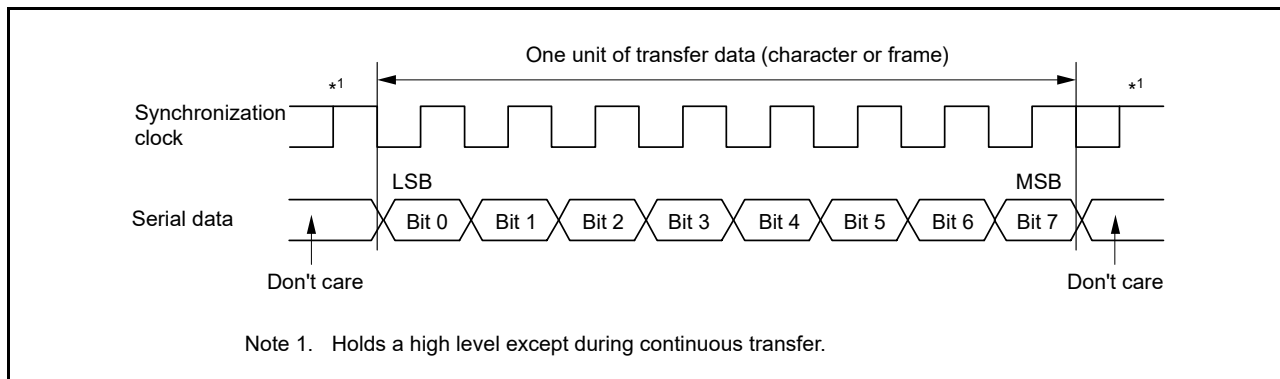 One unit of transfer data (character or frame)
*1 *1
Synchronization
clock
LSB MSB
Serial data Bit 0 Bit 1 Bit 2 Bit 3 Bit 4 Bit 5 Bit 6 Bit 7
Don't care Don't care
Note 1. Holds a high level except during continuous transfer.